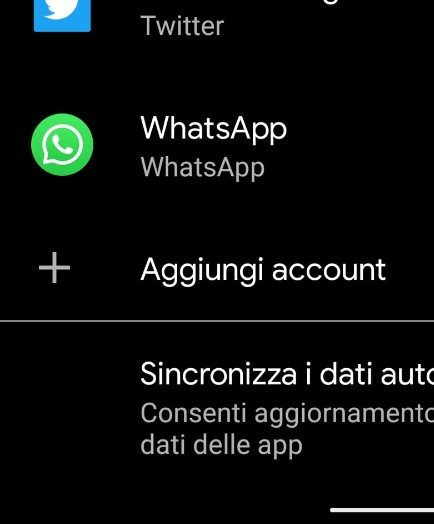 Twitter
WhatsApp
WhatsApp
Aggiungi account
Sincronizza i dati auto
Consenti aggiornamento
dati delle app